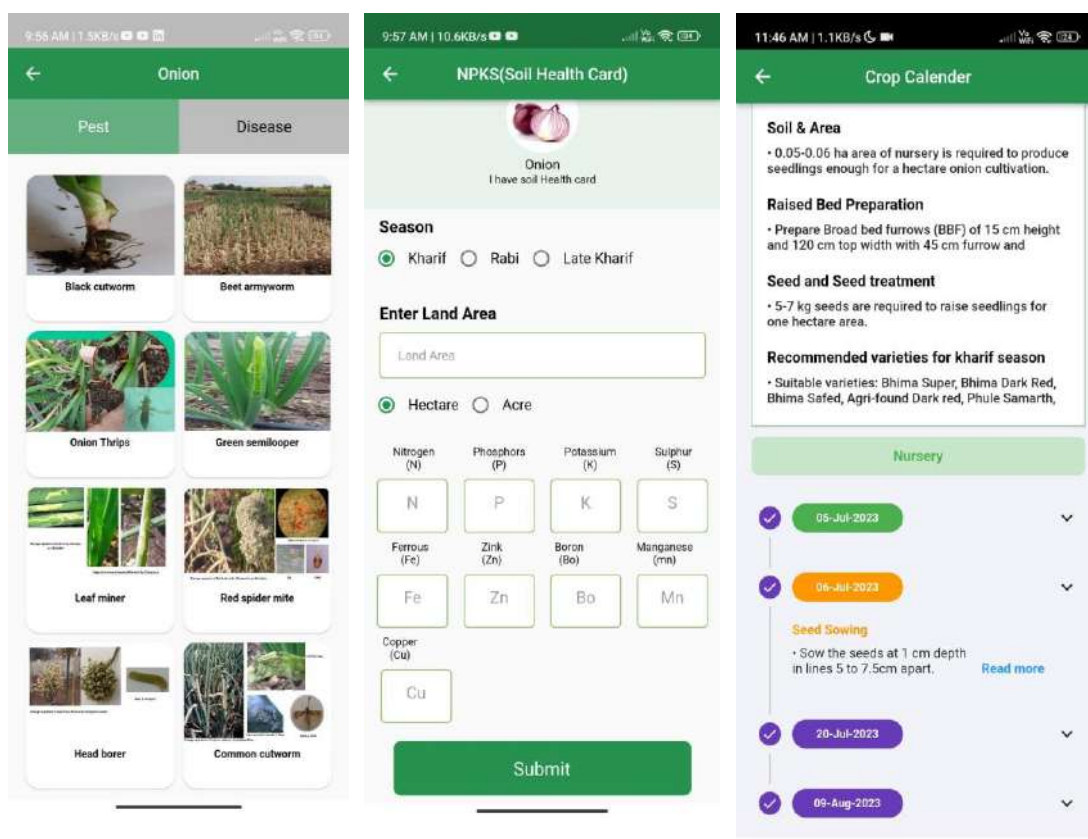 9:56 AM | 1.5KB/s
Onion
Pest
Disease
Black cutworm
Beet armyworm
Onion Thrips
Green semilooper
Leaf miner
Red spider mite
Head borer
Common cutworm
9:57 AM | 10.6KB/s
NPKS(Soil Health Card)
Onion
I have soil Health card
Season
Kharif
Rabi
Late Kharif
Enter Land Area
Land Area
Hectare
Acre
Nitrogen
(N)
Phosphors
(P)
Potassium
(K)
Sulphur
(S)
N
P
K
S
Ferrous
(Fe)
Zink
(Zn)
Boron
(Bo)
Manganese
(mn)
Fe
Zn
Bo
Mn
Copper
(Cu)
Cu
Submit
11:46 AM | 1.1KB/s
Crop Calender
Soil & Area
• 0.05-0.06 ha area of nursery is required to produce
seedlings enough for a hectare onion cultivation.
Raised Bed Preparation
• Prepare Broad bed furrows (BBF) of 15 cm height
and 120 cm top width with 45 cm furrow and
Seed and Seed treatment
• 5-7 kg seeds are required to raise seedlings for
one hectare area.
Recommended varieties for kharif season
• Suitable varieties: Bhima Super, Bhima Dark Red,
Bhima Safed, Agri-found Dark red, Phule Samarth,
Nursery
05-Jul-2023
06-Jul-2023
Seed Sowing
• Sow the seeds at 1 cm depth
in lines 5 to 7.5cm apart.
Read more
20-Jul-2023
09-Aug-2023